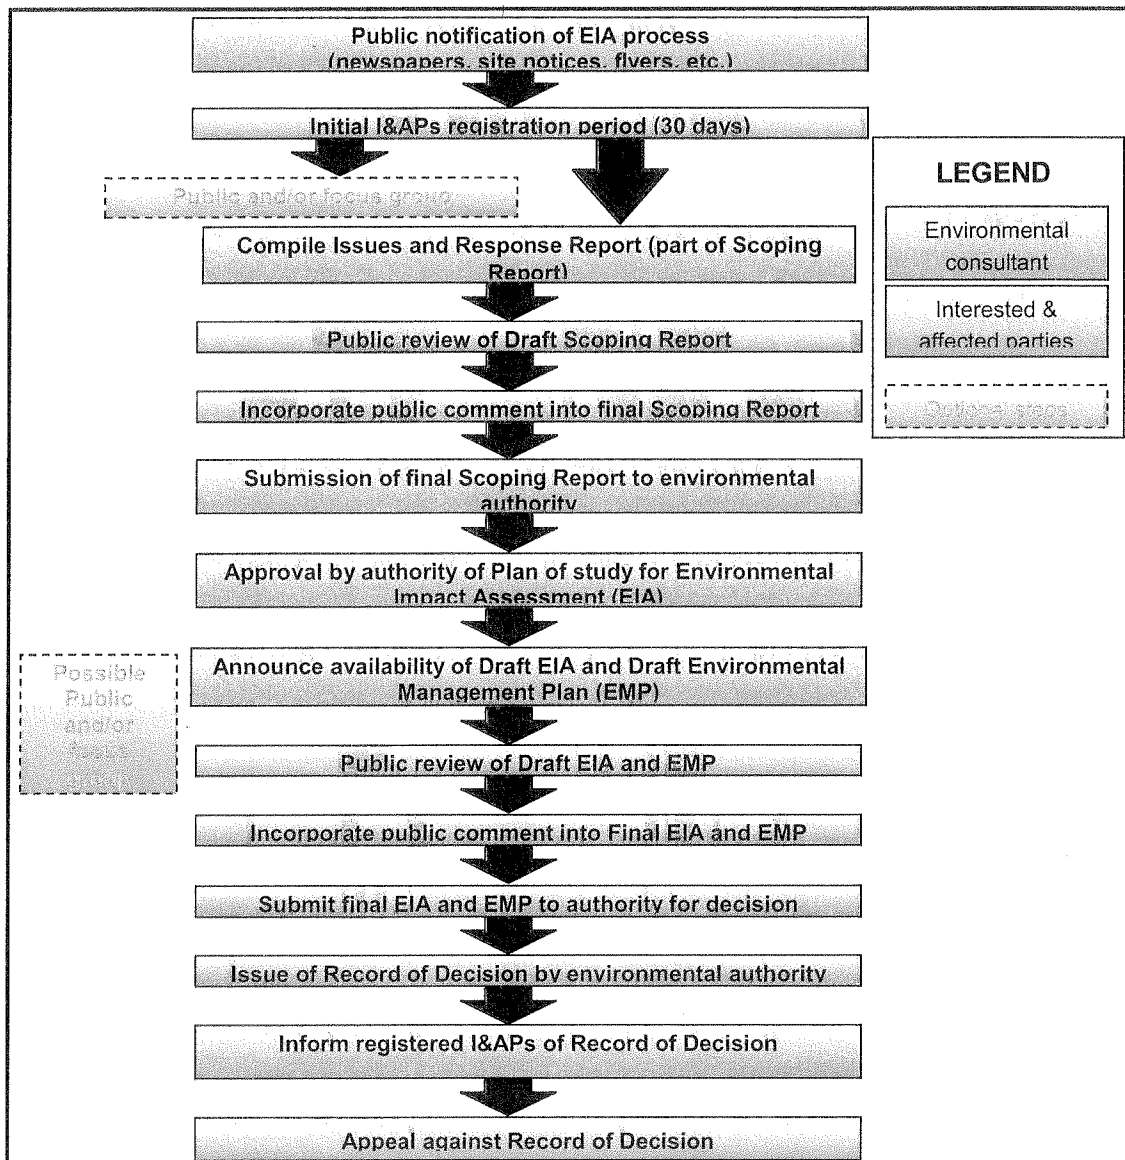 Public notification of EIA process
(newspapers, site notices, flyers, etc.)
Initial I&APs registration period (30 days)
Public and/or focus group
Compile Issues and Response Report (part of Scoping
Report)
Public review of Draft Scoping Report
Incorporate public comment into final Scoping Report
Submission of final Scoping Report to environmental
authority
Approval by authority of Plan of study for Environmental
Impact Assessment (EIA)
Announce availability of Draft EIA and Draft Environmental
Management Plan (EMP)
Possible
Public
and/or
focus
Public review of Draft EIA and EMP
Incorporate public comment into Final EIA and EMP
Submit final EIA and EMP to authority for decision
Issue of Record of Decision by environmental authority
Inform registered I&APs of Record of Decision
Appeal against Record of Decision
LEGEND
Environmental
consultant
Interested &
affected parties